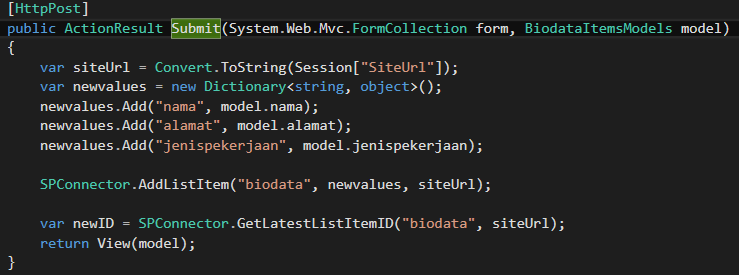 [HttpPost]
public ActionResult Submit(System.Web.Mvc.FormCollection form, BiodataItemsModels model)
{
var siteUrl = Convert.ToString(Session["SiteUrl"]);
var newvalues = new Dictionary<string, object>();
newvalues.Add("nama", model.nama);
newvalues.Add("alamat", model.alamat);
newvalues.Add("jenispekerjaan", model.jenispekerjaan);
SPConnector.AddListItem("biodata", newvalues, siteUrl);
var newID = SPConnector.GetLatestListItemID("biodata", siteUrl);
return View(model);
}